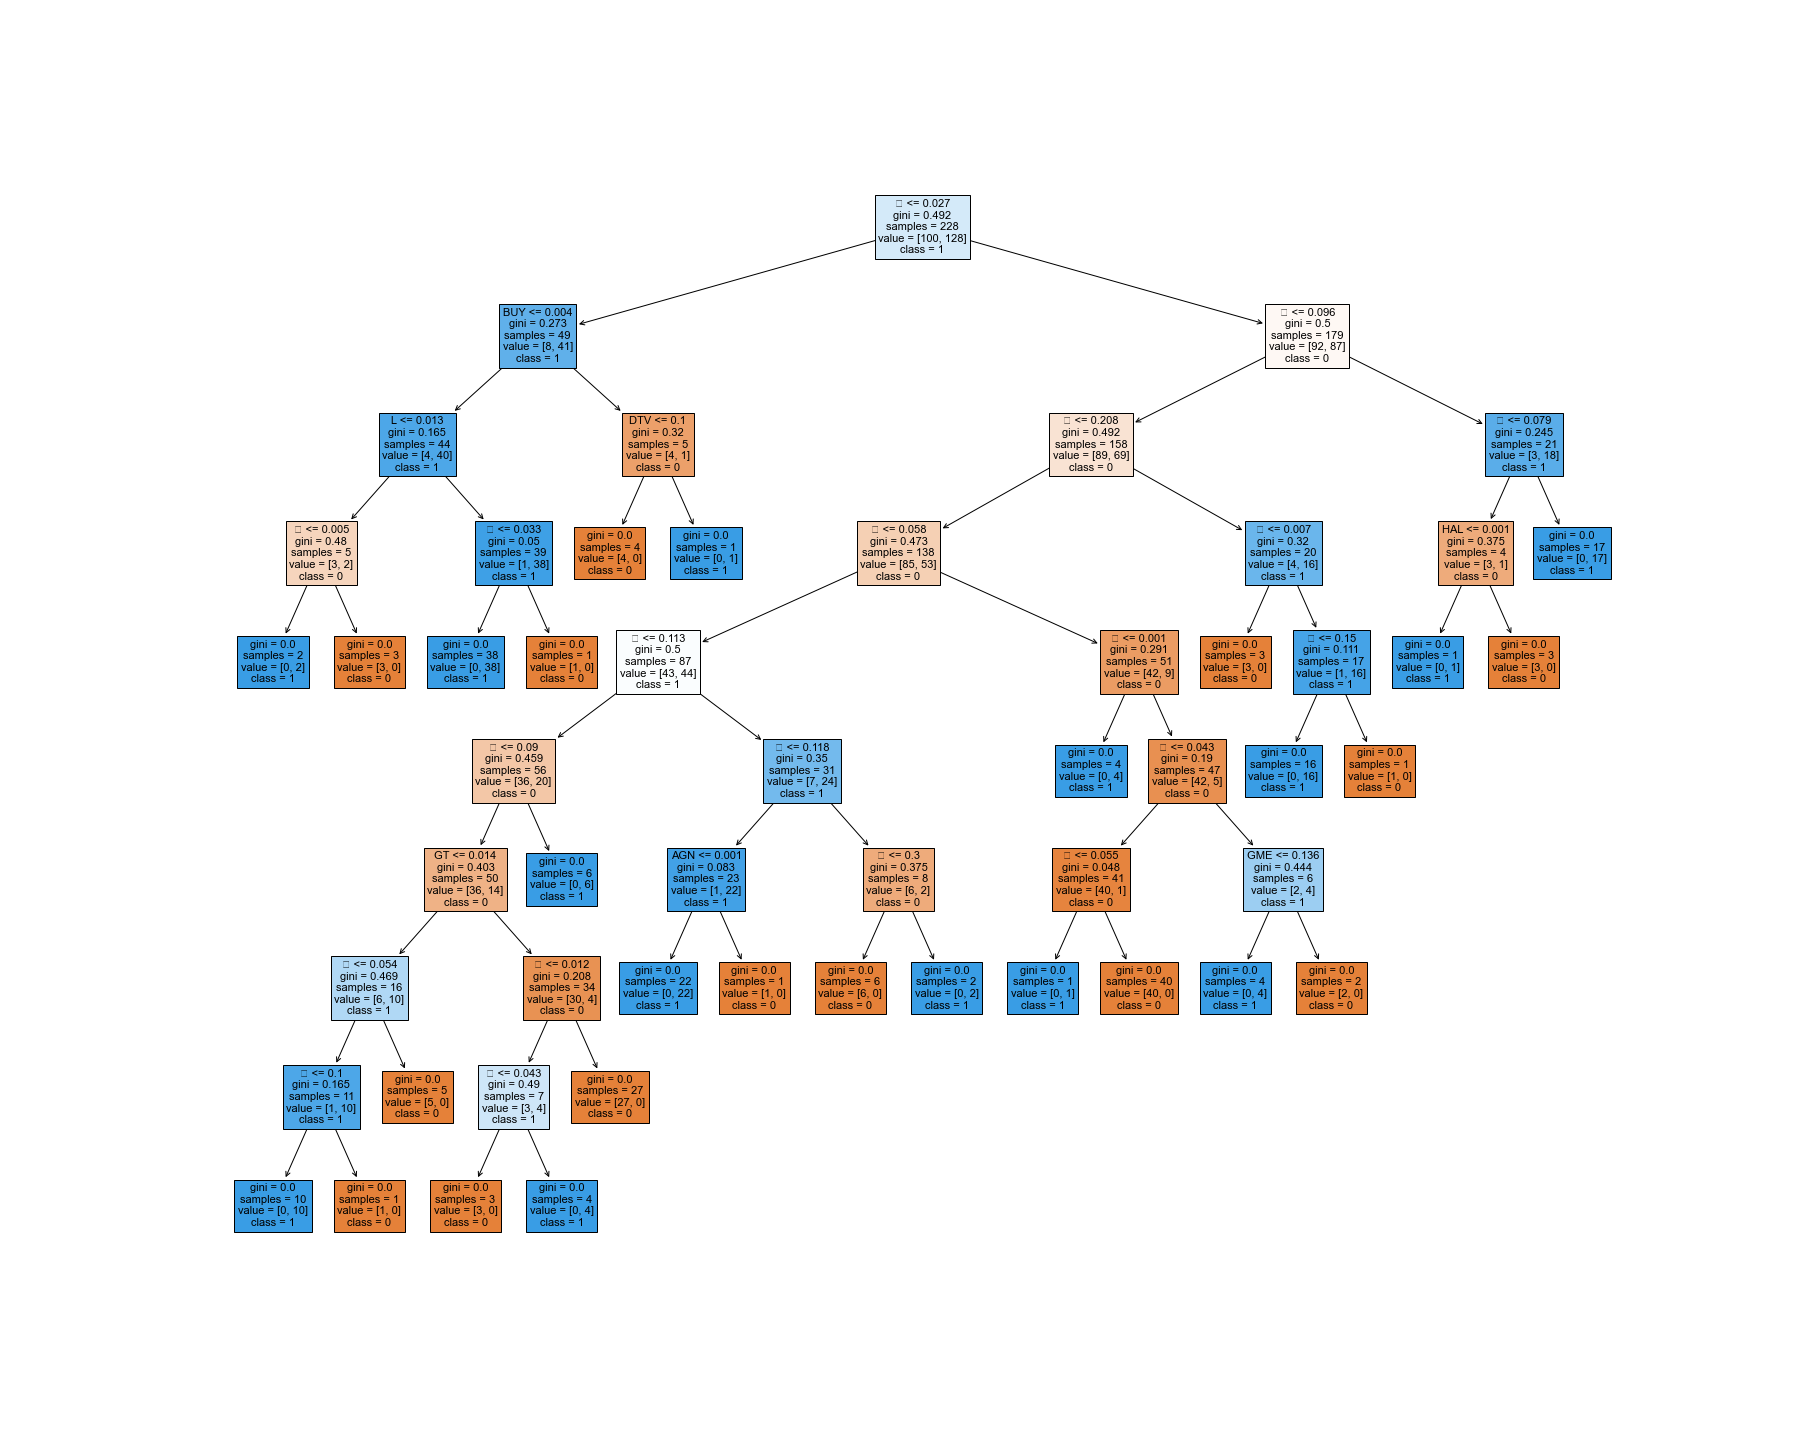 □ <= 0.027
gini = 0.492
samples = 228
value = [100, 128]
class = 1
BUY <= 0.004
gini = 0.273
samples = 49
value = [8, 41]
class = 1
□ <= 0.096
gini = 0.5
samples = 179
value = [92, 87]
class = 0
L <= 0.013
gini = 0.165
samples = 44
value = [4, 40]
class = 1
DTV <= 0.1
gini = 0.32
samples = 5
value = [4, 1]
class = 0
□ <= 0.208
gini = 0.492
samples = 158
value = [89, 69]
class = 0
□ <= 0.079
gini = 0.245
samples = 21
value = [3, 18]
class = 1
□ <= 0.005
gini = 0.48
samples = 5
value = [3, 2]
class = 0
□ <= 0.033
gini = 0.05
samples = 39
value = [1, 38]
class = 1
gini = 0.0
samples = 4
value = [4, 0]
class = 0
gini = 0.0
samples = 1
value = [0, 1]
class = 1
□ <= 0.058
gini = 0.473
samples = 138
value = [85, 53]
class = 0
□ <= 0.007
gini = 0.32
samples = 20
value = [4, 16]
class = 1
HAL <= 0.001
gini = 0.375
samples = 4
value = [3, 1]
class = 0
gini = 0.0
samples = 17
value = [0, 17]
class = 1
gini = 0.0
samples = 2
value = [0, 2]
class = 1
gini = 0.0
samples = 3
value = [3, 0]
class = 0
gini = 0.0
samples = 38
value = [0, 38]
class = 1
gini = 0.0
samples = 1
value = [1, 0]
class = 0
□ <= 0.113
gini = 0.5
samples = 87
value = [43, 44]
class = 1
□ <= 0.001
gini = 0.291
samples = 51
value = [42, 9]
class = 0
gini = 0.0
samples = 3
value = [3, 0]
class = 0
□ <= 0.15
gini = 0.111
samples = 17
value = [1, 16]
class = 1
gini = 0.0
samples = 1
value = [0, 1]
class = 1
gini = 0.0
samples = 3
value = [3, 0]
class = 0
□ <= 0.09
gini = 0.459
samples = 56
value = [36, 20]
class = 0
□ <= 0.118
gini = 0.35
samples = 31
value = [7, 24]
class = 1
gini = 0.0
samples = 4
value = [0, 4]
class = 1
□ <= 0.043
gini = 0.19
samples = 47
value = [42, 5]
class = 0
gini = 0.0
samples = 16
value = [0, 16]
class = 1
gini = 0.0
samples = 1
value = [1, 0]
class = 0
GT <= 0.014
gini = 0.403
samples = 50
value = [36, 14]
class = 0
gini = 0.0
samples = 6
value = [0, 6]
class = 1
AGN <= 0.001
gini = 0.083
samples = 23
value = [1, 22]
class = 1
□ <= 0.3
gini = 0.375
samples = 8
value = [6, 2]
class = 0
□ <= 0.055
gini = 0.048
samples = 41
value = [40, 1]
class = 0
GME <= 0.136
gini = 0.444
samples = 6
value = [2, 4]
class = 1
□ <= 0.054
gini = 0.469
samples = 16
value = [6, 10]
class = 1
□ <= 0.012
gini = 0.208
samples = 34
value = [30, 4]
class = 0
gini = 0.0
samples = 22
value = [0, 22]
class = 1
gini = 0.0
samples = 1
value = [1, 0]
class = 0
gini = 0.0
samples = 6
value = [6, 0]
class = 0
gini = 0.0
samples = 2
value = [0, 2]
class = 1
gini = 0.0
samples = 1
value = [0, 1]
class = 1
gini = 0.0
samples = 40
value = [40, 0]
class = 0
gini = 0.0
samples = 4
value = [0, 4]
class = 1
gini = 0.0
samples = 2
value = [2, 0]
class = 0
□ <= 0.1
gini = 0.165
samples = 11
value = [1, 10]
class = 1
gini = 0.0
samples = 5
value = [5, 0]
class = 0
□ <= 0.043
gini = 0.49
samples = 7
value = [3, 4]
class = 1
gini = 0.0
samples = 27
value = [27, 0]
class = 0
gini = 0.0
samples = 10
value = [0, 10]
class = 1
gini = 0.0
samples = 1
value = [1, 0]
class = 0
gini = 0.0
samples = 3
value = [3, 0]
class = 0
gini = 0.0
samples = 4
value = [0, 4]
class = 1